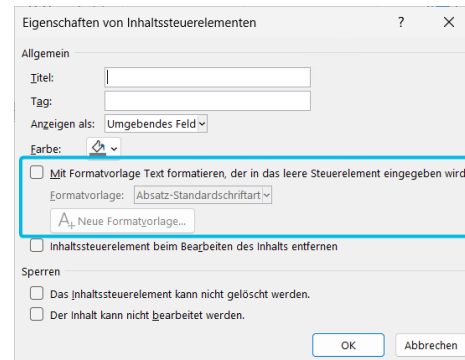 Eigenschaften von Inhaltssteuerelementen ? ×
Allgemein
Titel:
Tag:
Anzeigen als: Umgebendes Feld
Farbe:
Mit Formatvorlage Text formatieren, der in das leere Steuerelement eingegeben wird
Formatvorlage: Absatz-Standardschriftart
A+ Neue Formatvorlage...
Inhaltssteuerelement beim Bearbeiten des Inhalts entfernen
Sperren
Das Inhaltssteuerelement kann nicht gelöscht werden.
Der Inhalt kann nicht bearbeitet werden.
OK Abbrechen